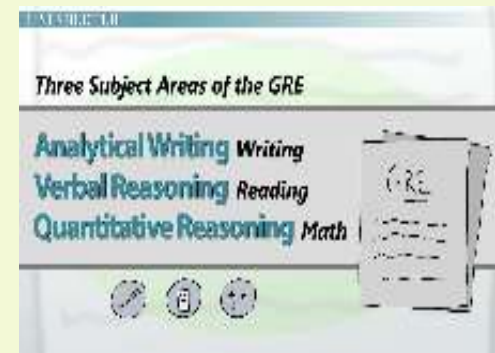 Three Subject Areas of the GRE
Analytical Writing Writing
Verbal Reasoning Reading
Quantitative Reasoning Math
GRE